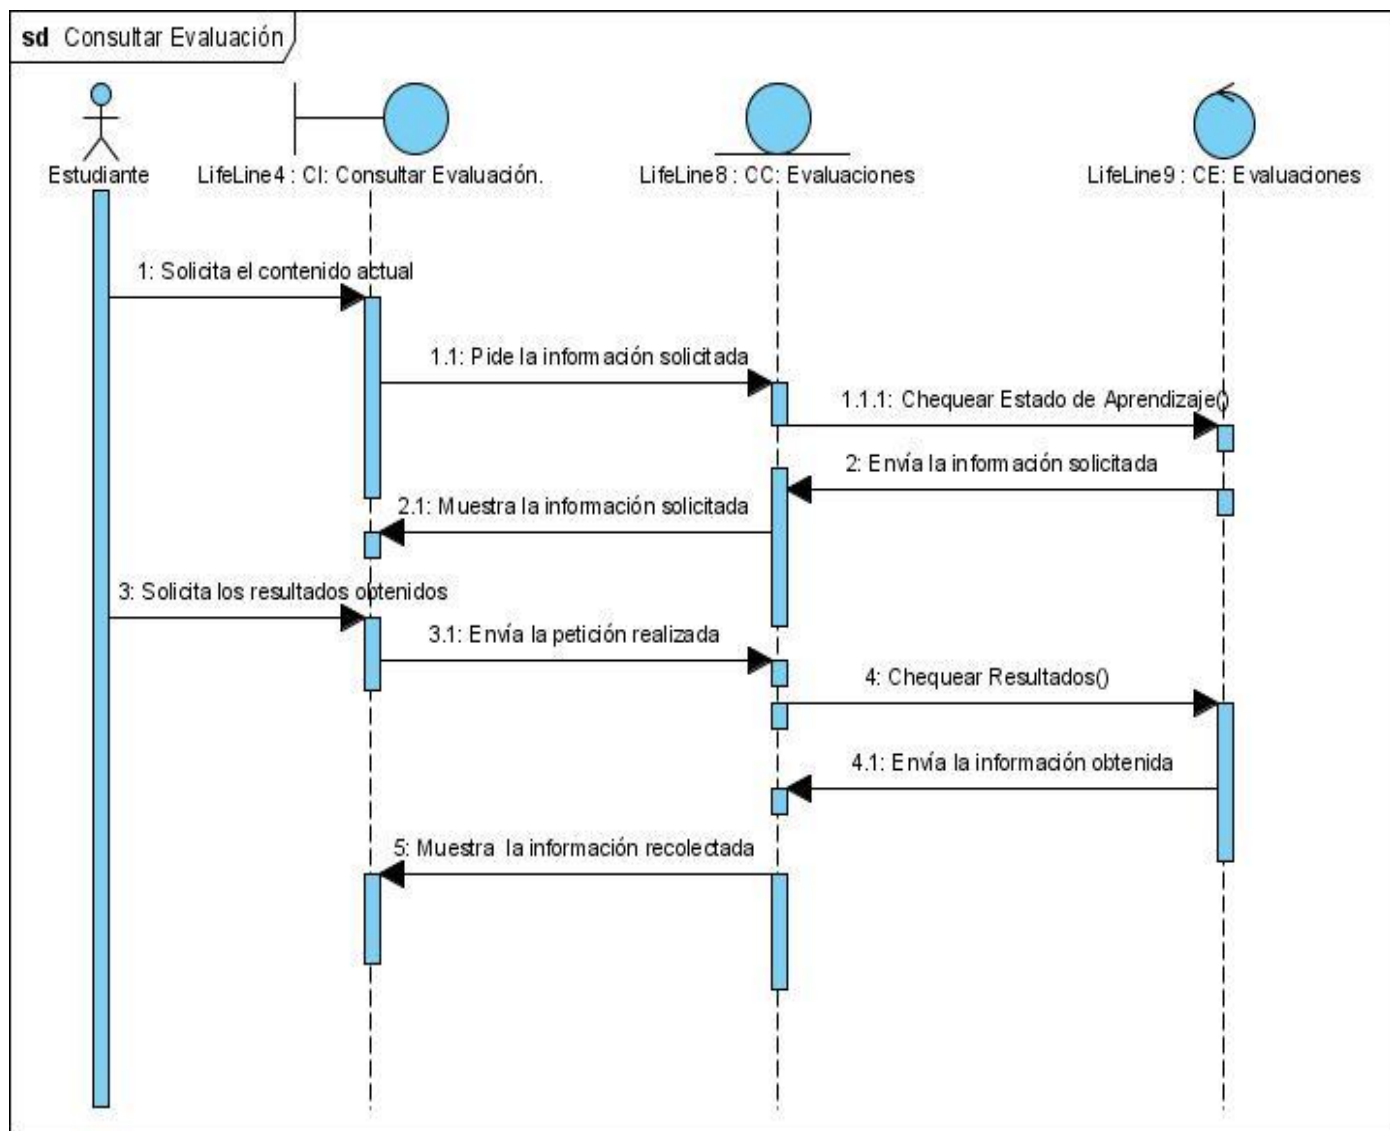 sd Consultar Evaluación
Estudiante
LifeLine4 : CI: Consultar Evaluación.
LifeLine8 : CC: Evaluaciones
LifeLine9 : CE: Evaluaciones
1: Solicita el contenido actual
1.1: Pide la información solicitada
1.1.1: Chequear Estado de Aprendizaje()
2: Envía la información solicitada
2.1: Muestra la información solicitada
3: Solicita los resultados obtenidos
3.1: Envía la petición realizada
4: Chequear Resultados()
4.1: Envía la información obtenida
5: Muestra la información recolectada